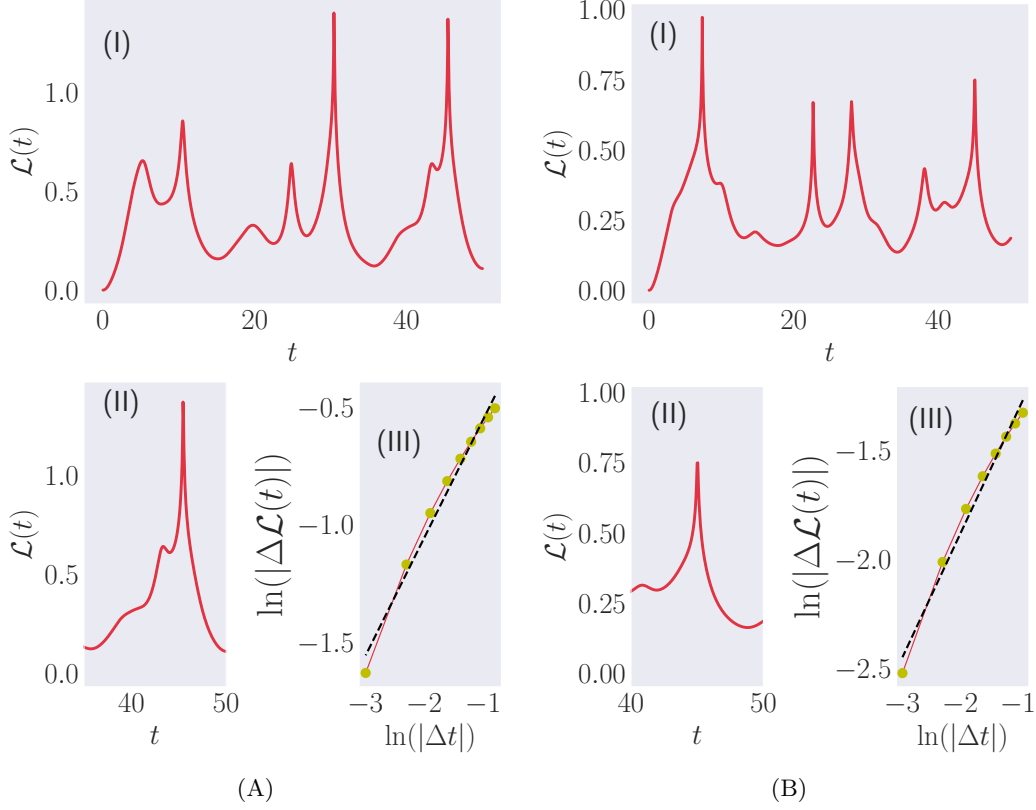 (I)
𝓛(t)
1.0
0.5
0.0
0
20
40
t
(I)
𝓛(t)
1.00
0.75
0.50
0.25
0.00
0
20
40
t
(II)
𝓛(t)
1.0
0.5
0.0
40
50
t
(III)
ln(|Δ𝓛(t)|)
−0.5
−1.0
−1.5
−3
−2
−1
ln(|Δt|)
(II)
𝓛(t)
1.00
0.75
0.50
0.25
0.00
40
50
t
(III)
ln(|Δ𝓛(t)|)
−1.5
−2.0
−2.5
−3
−2
−1
ln(|Δt|)
(A)
(B)